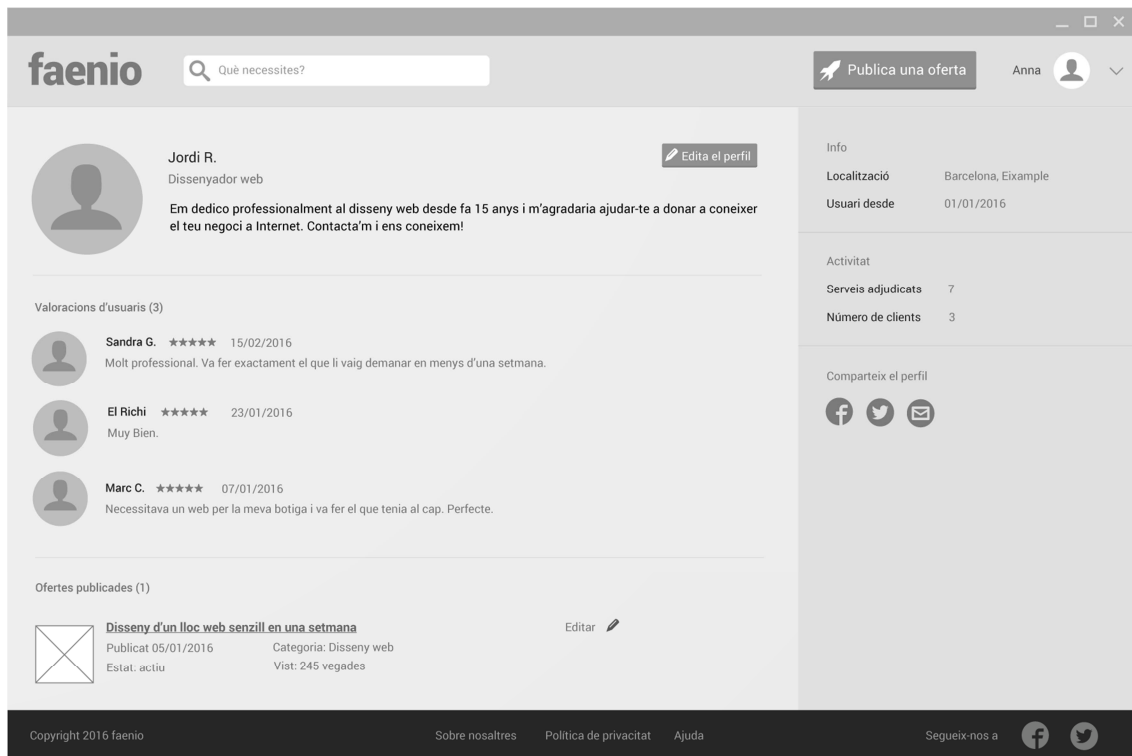 faenio
Què necessites?
Publica una oferta
Anna
Jordi R.
Dissenyador web
Edita el perfil
Em dedico professionalment al disseny web desde fa 15 anys i m'agradaria ajudar-te a donar a coneixer
el teu negoci a Internet. Contacta'm i ens coneixem!
Valoracions d'usuaris (3)
Sandra G. ★★★★★ 15/02/2016
Molt professional. Va fer exactament el que li vaig demanar en menys d'una setmana.
El Richi ★★★★★ 23/01/2016
Muy Bien.
Marc C. ★★★★★ 07/01/2016
Necessitava un web per la meva botiga i va fer el que tenia al cap. Perfecte.
Ofertes publicades (1)
Disseny d'un lloc web senzill en una setmana
Editar
Publicat 05/01/2016 Categoria: Disseny web
Estat: actiu Vist: 245 vegades
Info
Localització Barcelona, Eixample
Usuari desde 01/01/2016
Activitat
Serveis adjudicats 7
Número de clients 3
Comparteix el perfil
Copyright 2016 faenio
Sobre nosaltres Política de privacitat Ajuda
Segueix-nos a